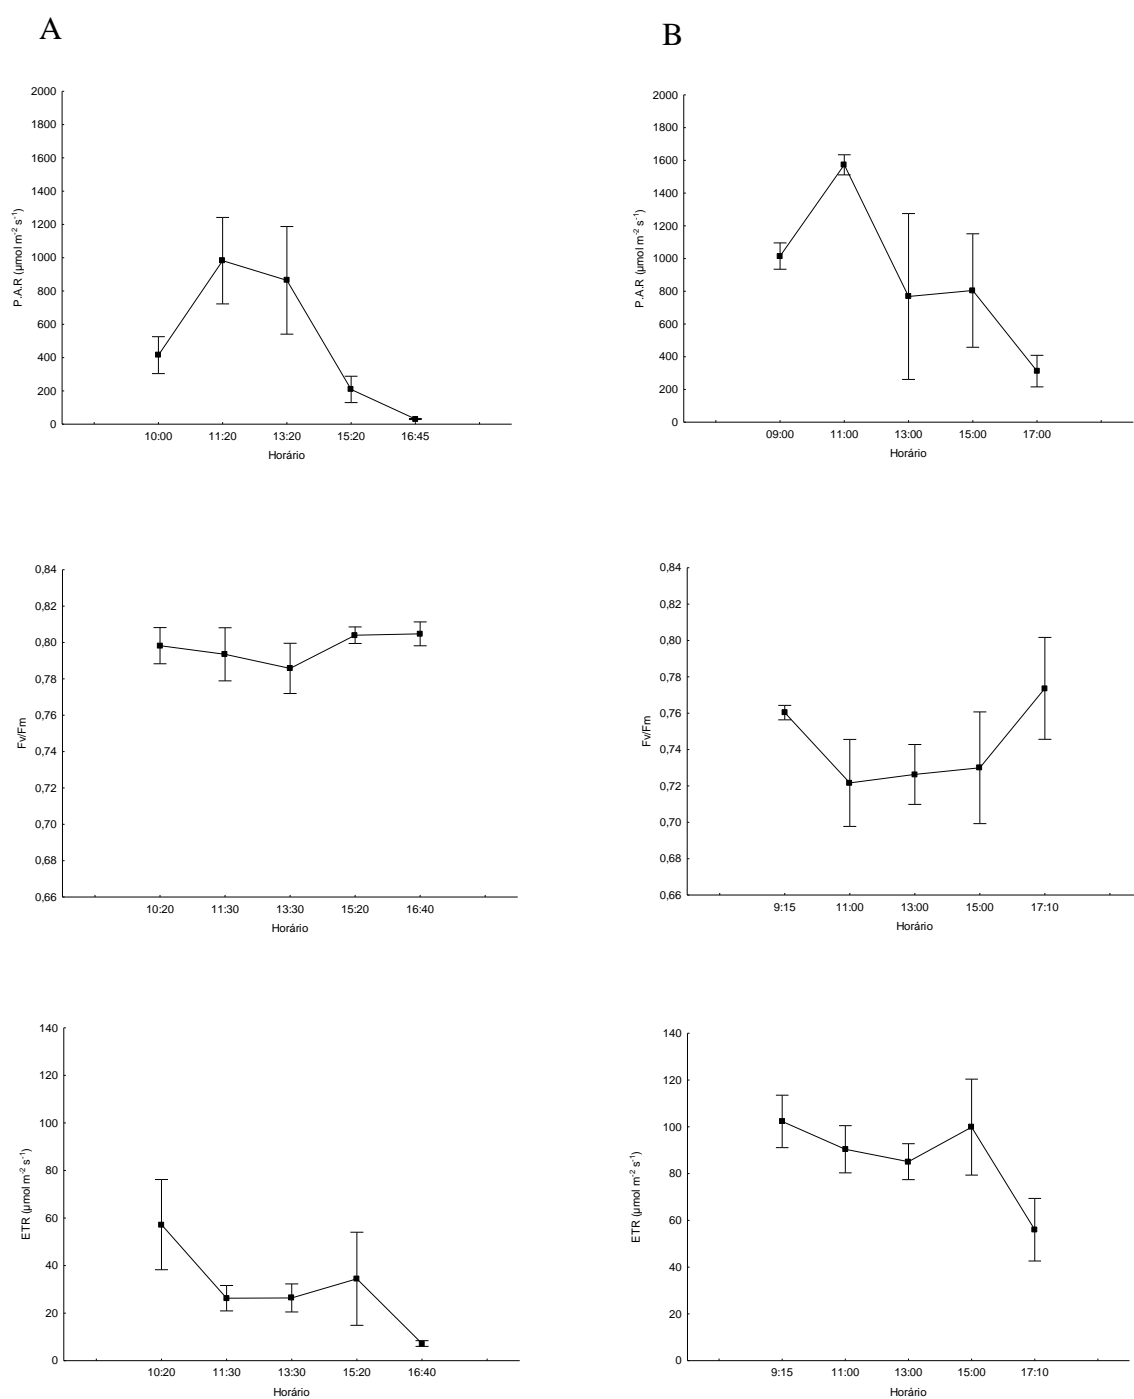 A
B
2000
1800
1600
1400
1200
1000
800
600
400
200
0
P.A.R (µmol m⁻² s⁻¹)
10:00 11:20 13:20 15:20 16:45
Horário
2000
1800
1600
1400
1200
1000
800
600
400
200
0
P.A.R (µmol m⁻² s⁻¹)
09:00 11:00 13:00 15:00 17:00
Horário
0,84
0,82
0,80
0,78
0,76
0,74
0,72
0,70
0,68
0,66
Fv/Fm
10:20 11:30 13:30 15:20 16:40
Horário
0,84
0,82
0,80
0,78
0,76
0,74
0,72
0,70
0,68
0,66
Fv/Fm
9:15 11:00 13:00 15:00 17:10
Horário
140
120
100
80
60
40
20
0
ETR (µmol m⁻² s⁻¹)
10:20 11:30 13:30 15:20 16:40
Horário
140
120
100
80
60
40
20
0
ETR (µmol m⁻² s⁻¹)
9:15 11:00 13:00 15:00 17:10
Horário